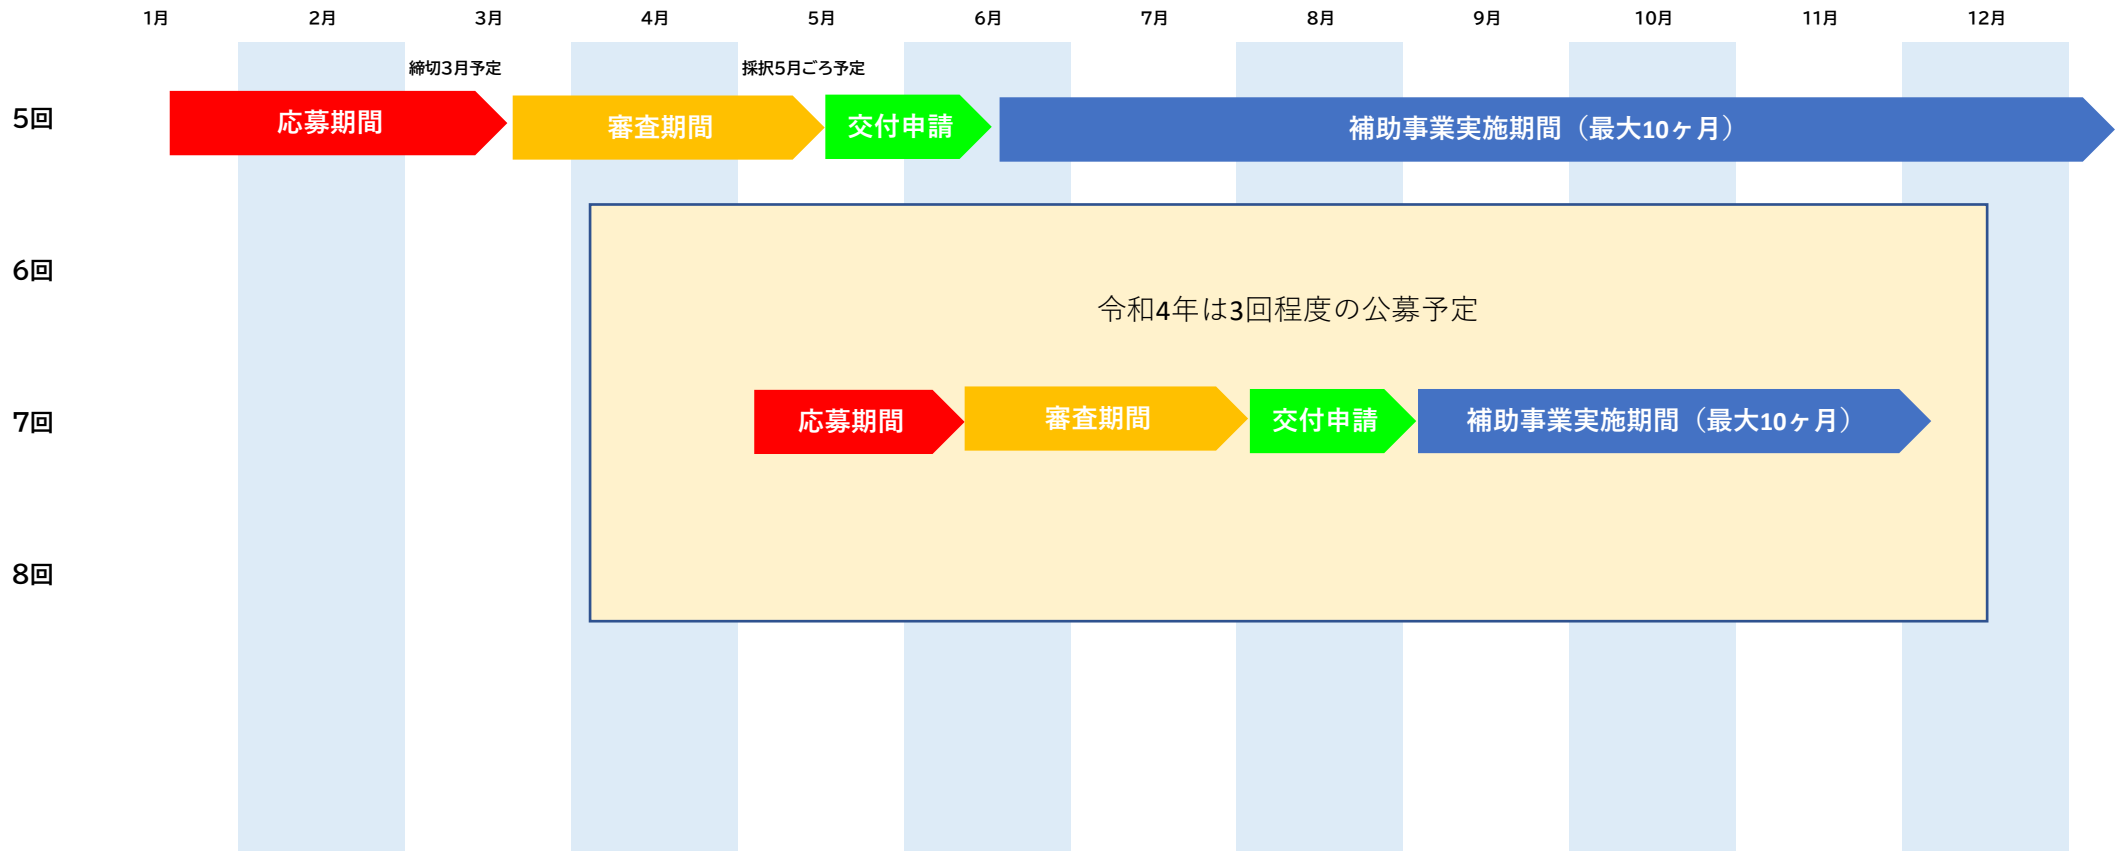 1月 2月 3月 4月 5月 6月 7月 8月 9月 10月 11月 12月
締切3月予定 採択5月ごろ予定
5回 応募期間 審査期間 交付申請 補助事業実施期間（最大10ヶ月）
6回
令和4年は3回程度の公募予定
7回 応募期間 審査期間 交付申請 補助事業実施期間（最大10ヶ月）
8回